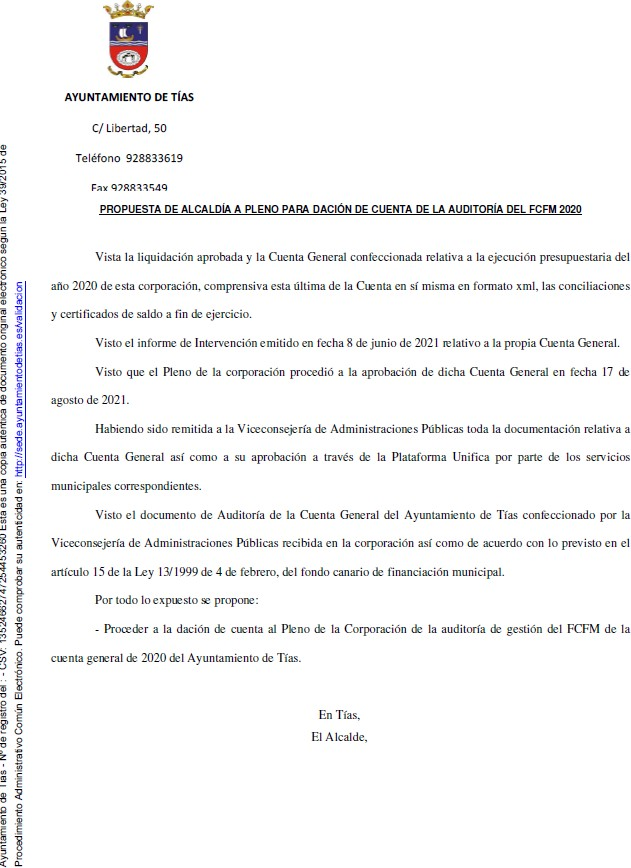 AYUNTAMIENTO DE TÍAS
C/ Libertad, 50
Teléfono 928833619
Fax 928833549
PROPUESTA DE ALCALDÍA A PLENO PARA DACIÓN DE CUENTA DE LA AUDITORÍA DEL FCFM 2020
Vista la liquidación aprobada y la Cuenta General confeccionada relativa a la ejecución presupuestaria del
año 2020 de esta corporación, comprensiva esta última de la Cuenta en sí misma en formato xml, las conciliaciones
y certificados de saldo a fin de ejercicio.
Visto el informe de Intervención emitido en fecha 8 de junio de 2021 relativo a la propia Cuenta General.
Visto que el Pleno de la corporación procedió a la aprobación de dicha Cuenta General en fecha 17 de
agosto de 2021.
Habiendo sido remitida a la Viceconsejería de Administraciones Públicas toda la documentación relativa a
dicha Cuenta General así como a su aprobación a través de la Plataforma Unifica por parte de los servicios
municipales correspondientes.
Visto el documento de Auditoría de la Cuenta General del Ayuntamiento de Tías confeccionado por la
Viceconsejería de Administraciones Públicas recibida en la corporación así como de acuerdo con lo previsto en el
artículo 15 de la Ley 13/1999 de 4 de febrero, del fondo canario de financiación municipal.
Por todo lo expuesto se propone:
- Proceder a la dación de cuenta al Pleno de la Corporación de la auditoría de gestión del FCFM de la
cuenta general de 2020 del Ayuntamiento de Tías.
En Tías,
El Alcalde,
Ayuntamiento de Tías - Nº de registro del : - CSV: 13524662747254453260 Esta es una copia autentica de documento original electrónico según la Ley 39/2015 de
Procedimiento Administrativo Común Electrónico. Puede comprobar su autenticidad en: http://sede.ayuntamientodetias.es/validacion